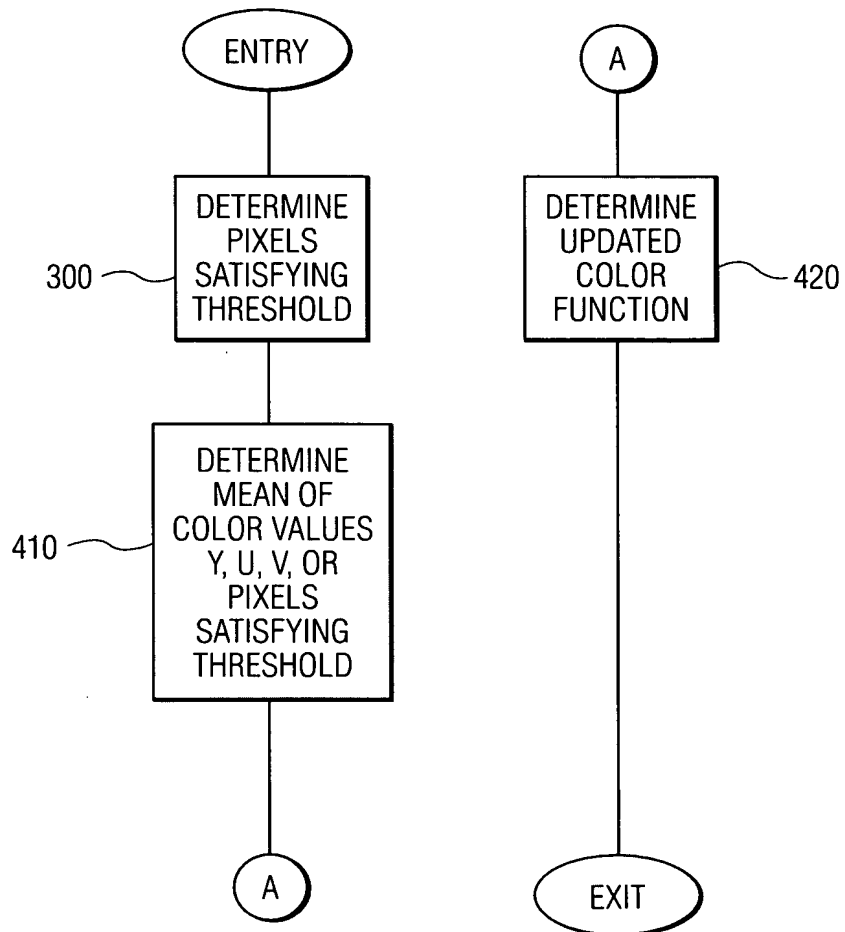 ENTRY
DETERMINE
PIXELS
SATISFYING
THRESHOLD
300
DETERMINE
MEAN OF
COLOR VALUES
Y, U, V, OR
PIXELS
SATISFYING
THRESHOLD
410
A
A
DETERMINE
UPDATED
COLOR
FUNCTION
420
EXIT